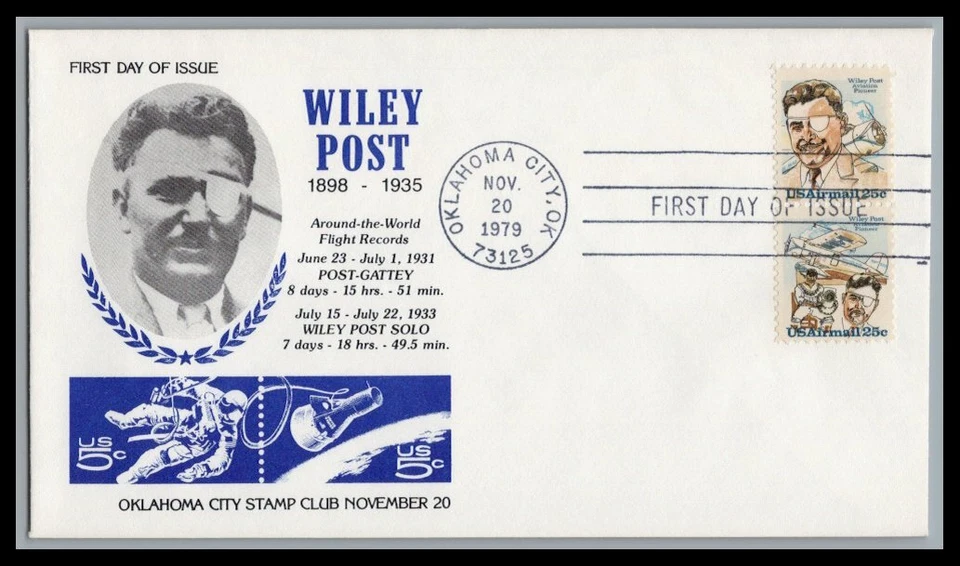 FIRST DAY OF ISSUE
WILEY
POST
1898 - 1935
Around-the-World
Flight Records
June 23 - July 1, 1931
POST-GATTEY
8 days - 15 hrs. - 51 min.
July 15 - July 22, 1933
WILEY POST SOLO
7 days - 18 hrs. - 49.5 min.
US
5c
US
5c
OKLAHOMA CITY STAMP CLUB NOVEMBER 20
OKLAHOMA CITY, OK
NOV.
20
1979
73125
Wiley Post
Aviation
Pioneer
USAirmail 25c
FIRST DAY OF ISSUE
Wiley Post
Aviation
Pioneer
USAirmail 25c